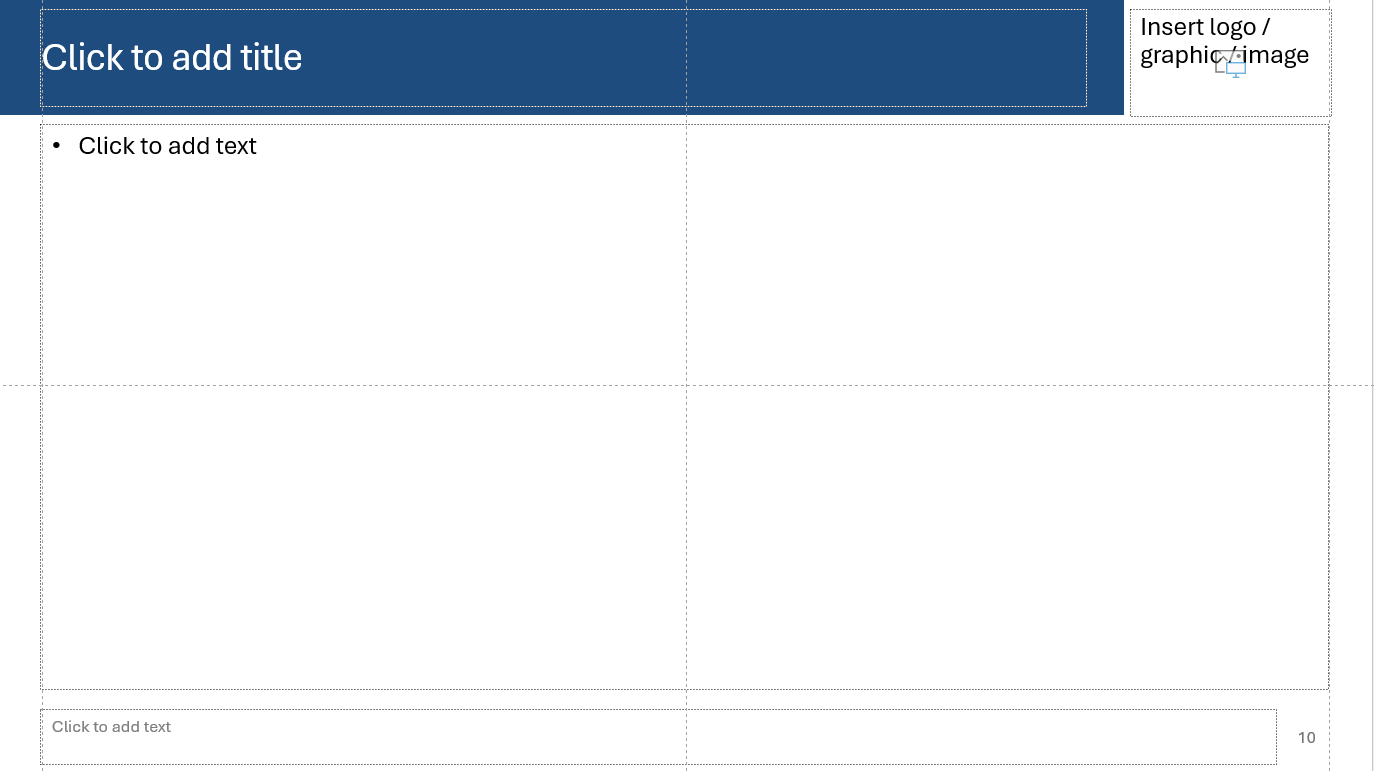 Click to add title
Insert logo /
graphic / image
• Click to add text
Click to add text
10